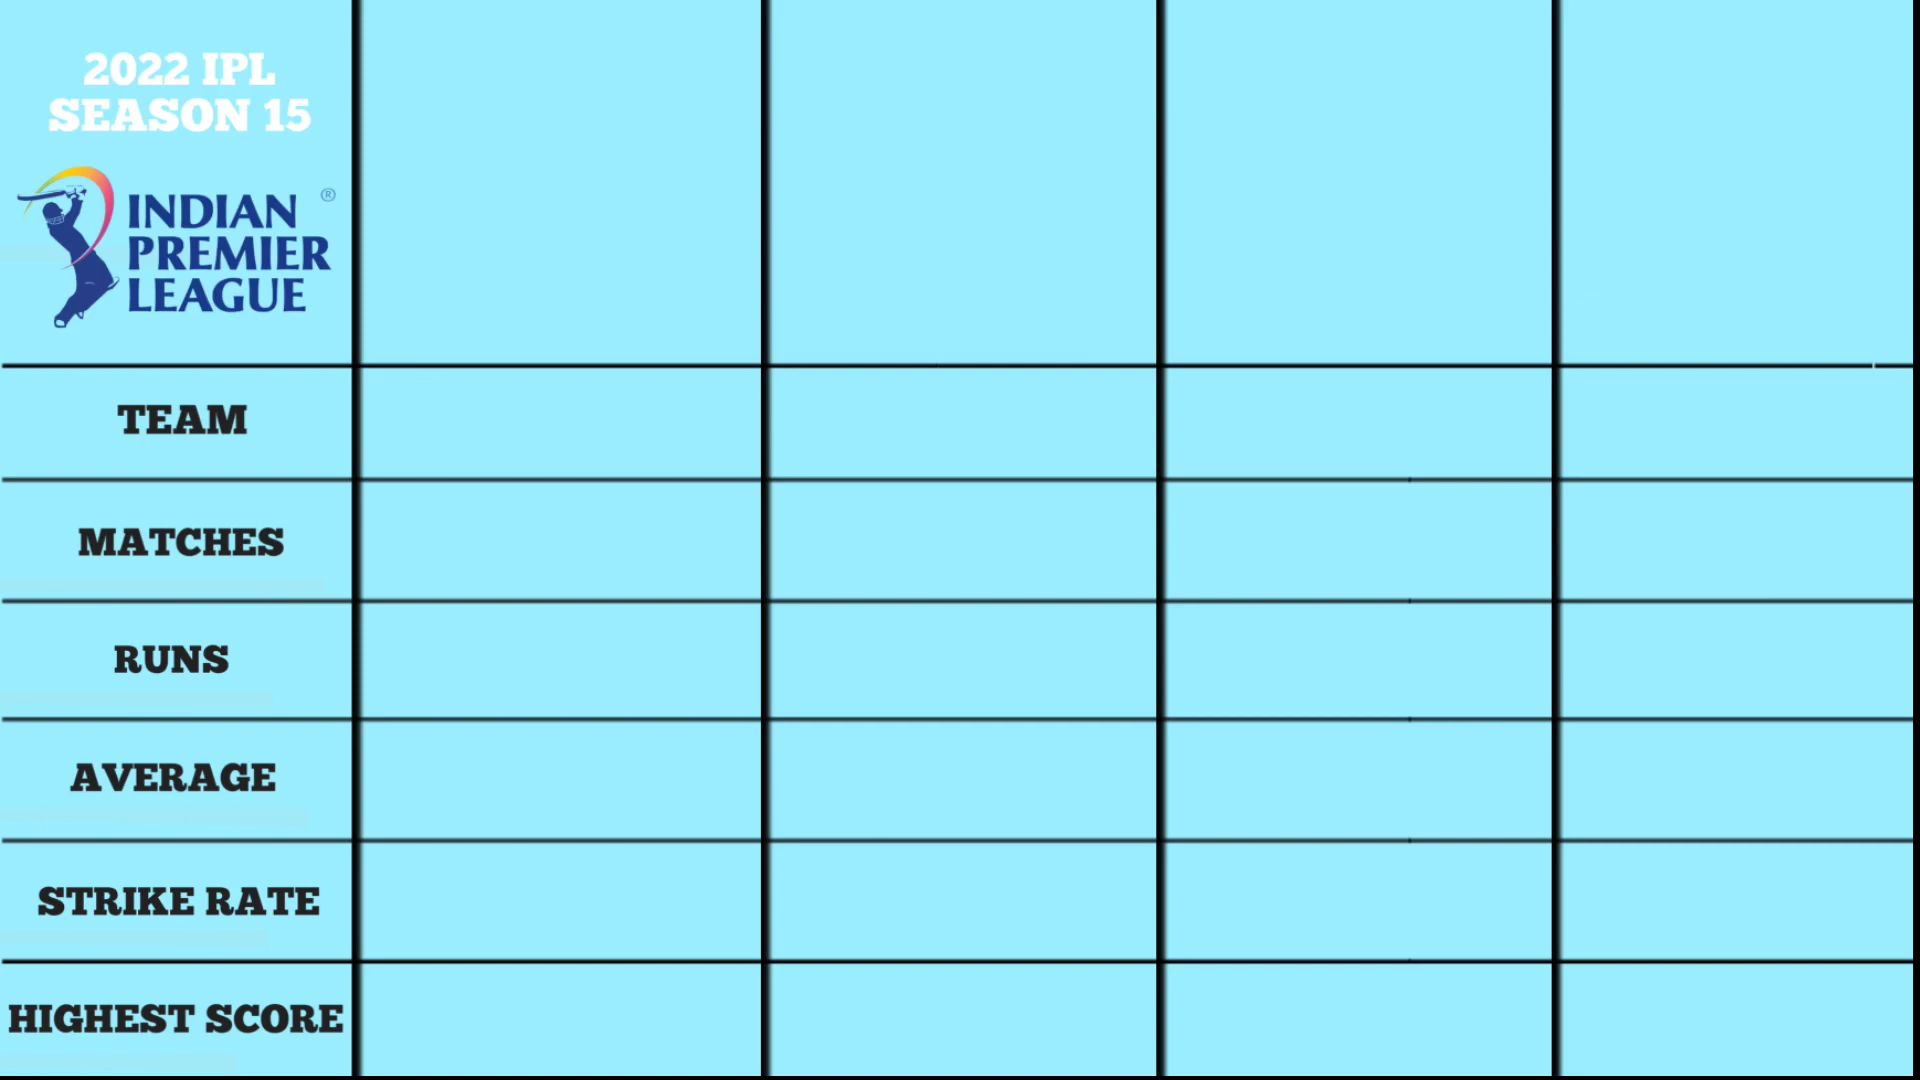 2022 IPL
SEASON 15
INDIAN ®
PREMIER
LEAGUE
TEAM
MATCHES
RUNS
AVERAGE
STRIKE RATE
HIGHEST SCORE